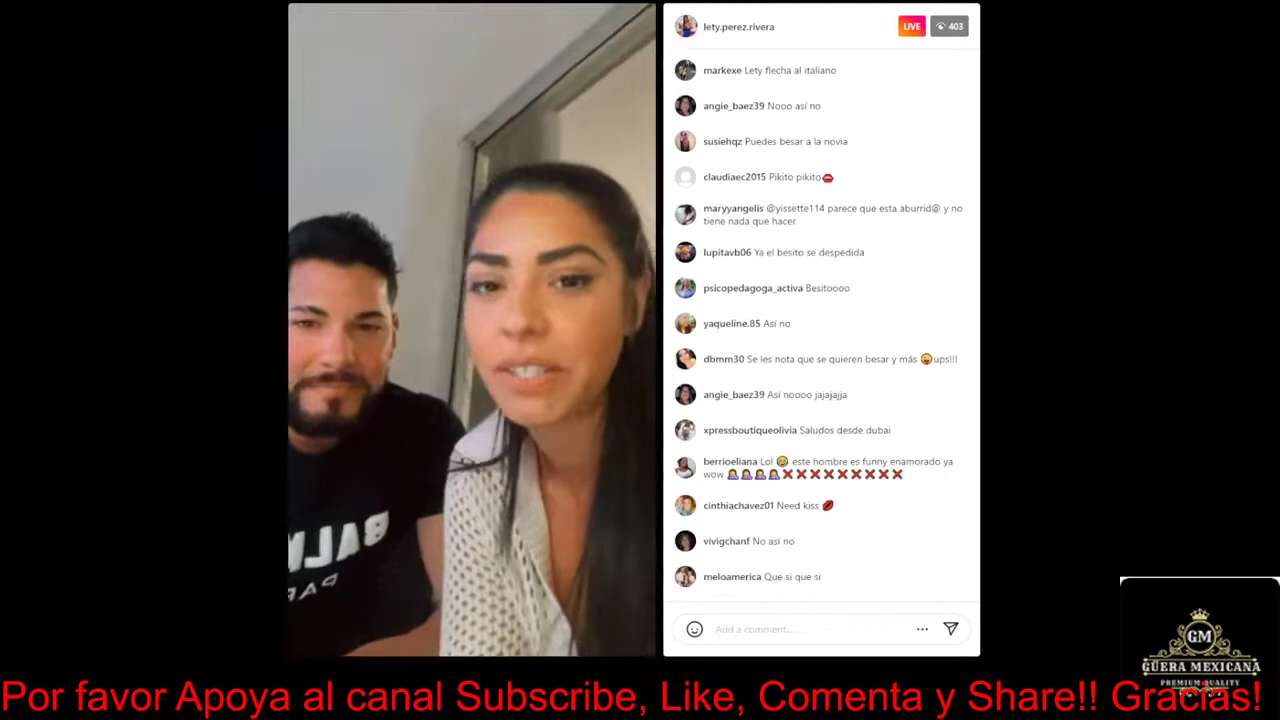 lety.perez.rivera
LIVE
403
markexe Lety flecha al italiano
angie_baez39 Nooo así no
susiehqz Puedes besar a la novia
claudiaec2015 Pikito pikito
maryyangelis @yissette114 parece que esta aburrid@ y no
tiene nada que hacer
lupitavb06 Ya el besito se despedida
psicopedagoga_activa Besitoooo
yaqueline.85 Así no
dbmm30 Se les nota que se quieren besar y más 😛ups!!!
angie_baez39 Así noooo jajajajja
xpressboutiqueolivia Saludos desde dubai
berrioeliana Lol 😂 este hombre es funny enamorado ya
wow 🤦‍♀️🤦‍♀️🤦‍♀️🤦‍♀️❌❌❌❌❌❌❌❌❌
cinthiachavez01 Need kiss 💋
vivigchanf No así no
meloamerica Que si que si
Add a comment...
BALM
PAR
GM
GÜERA MEXICANA
PREMIUM QUALITY
Por favor Apoya al canal Subscribe, Like, Comenta y Share!! Gracias!